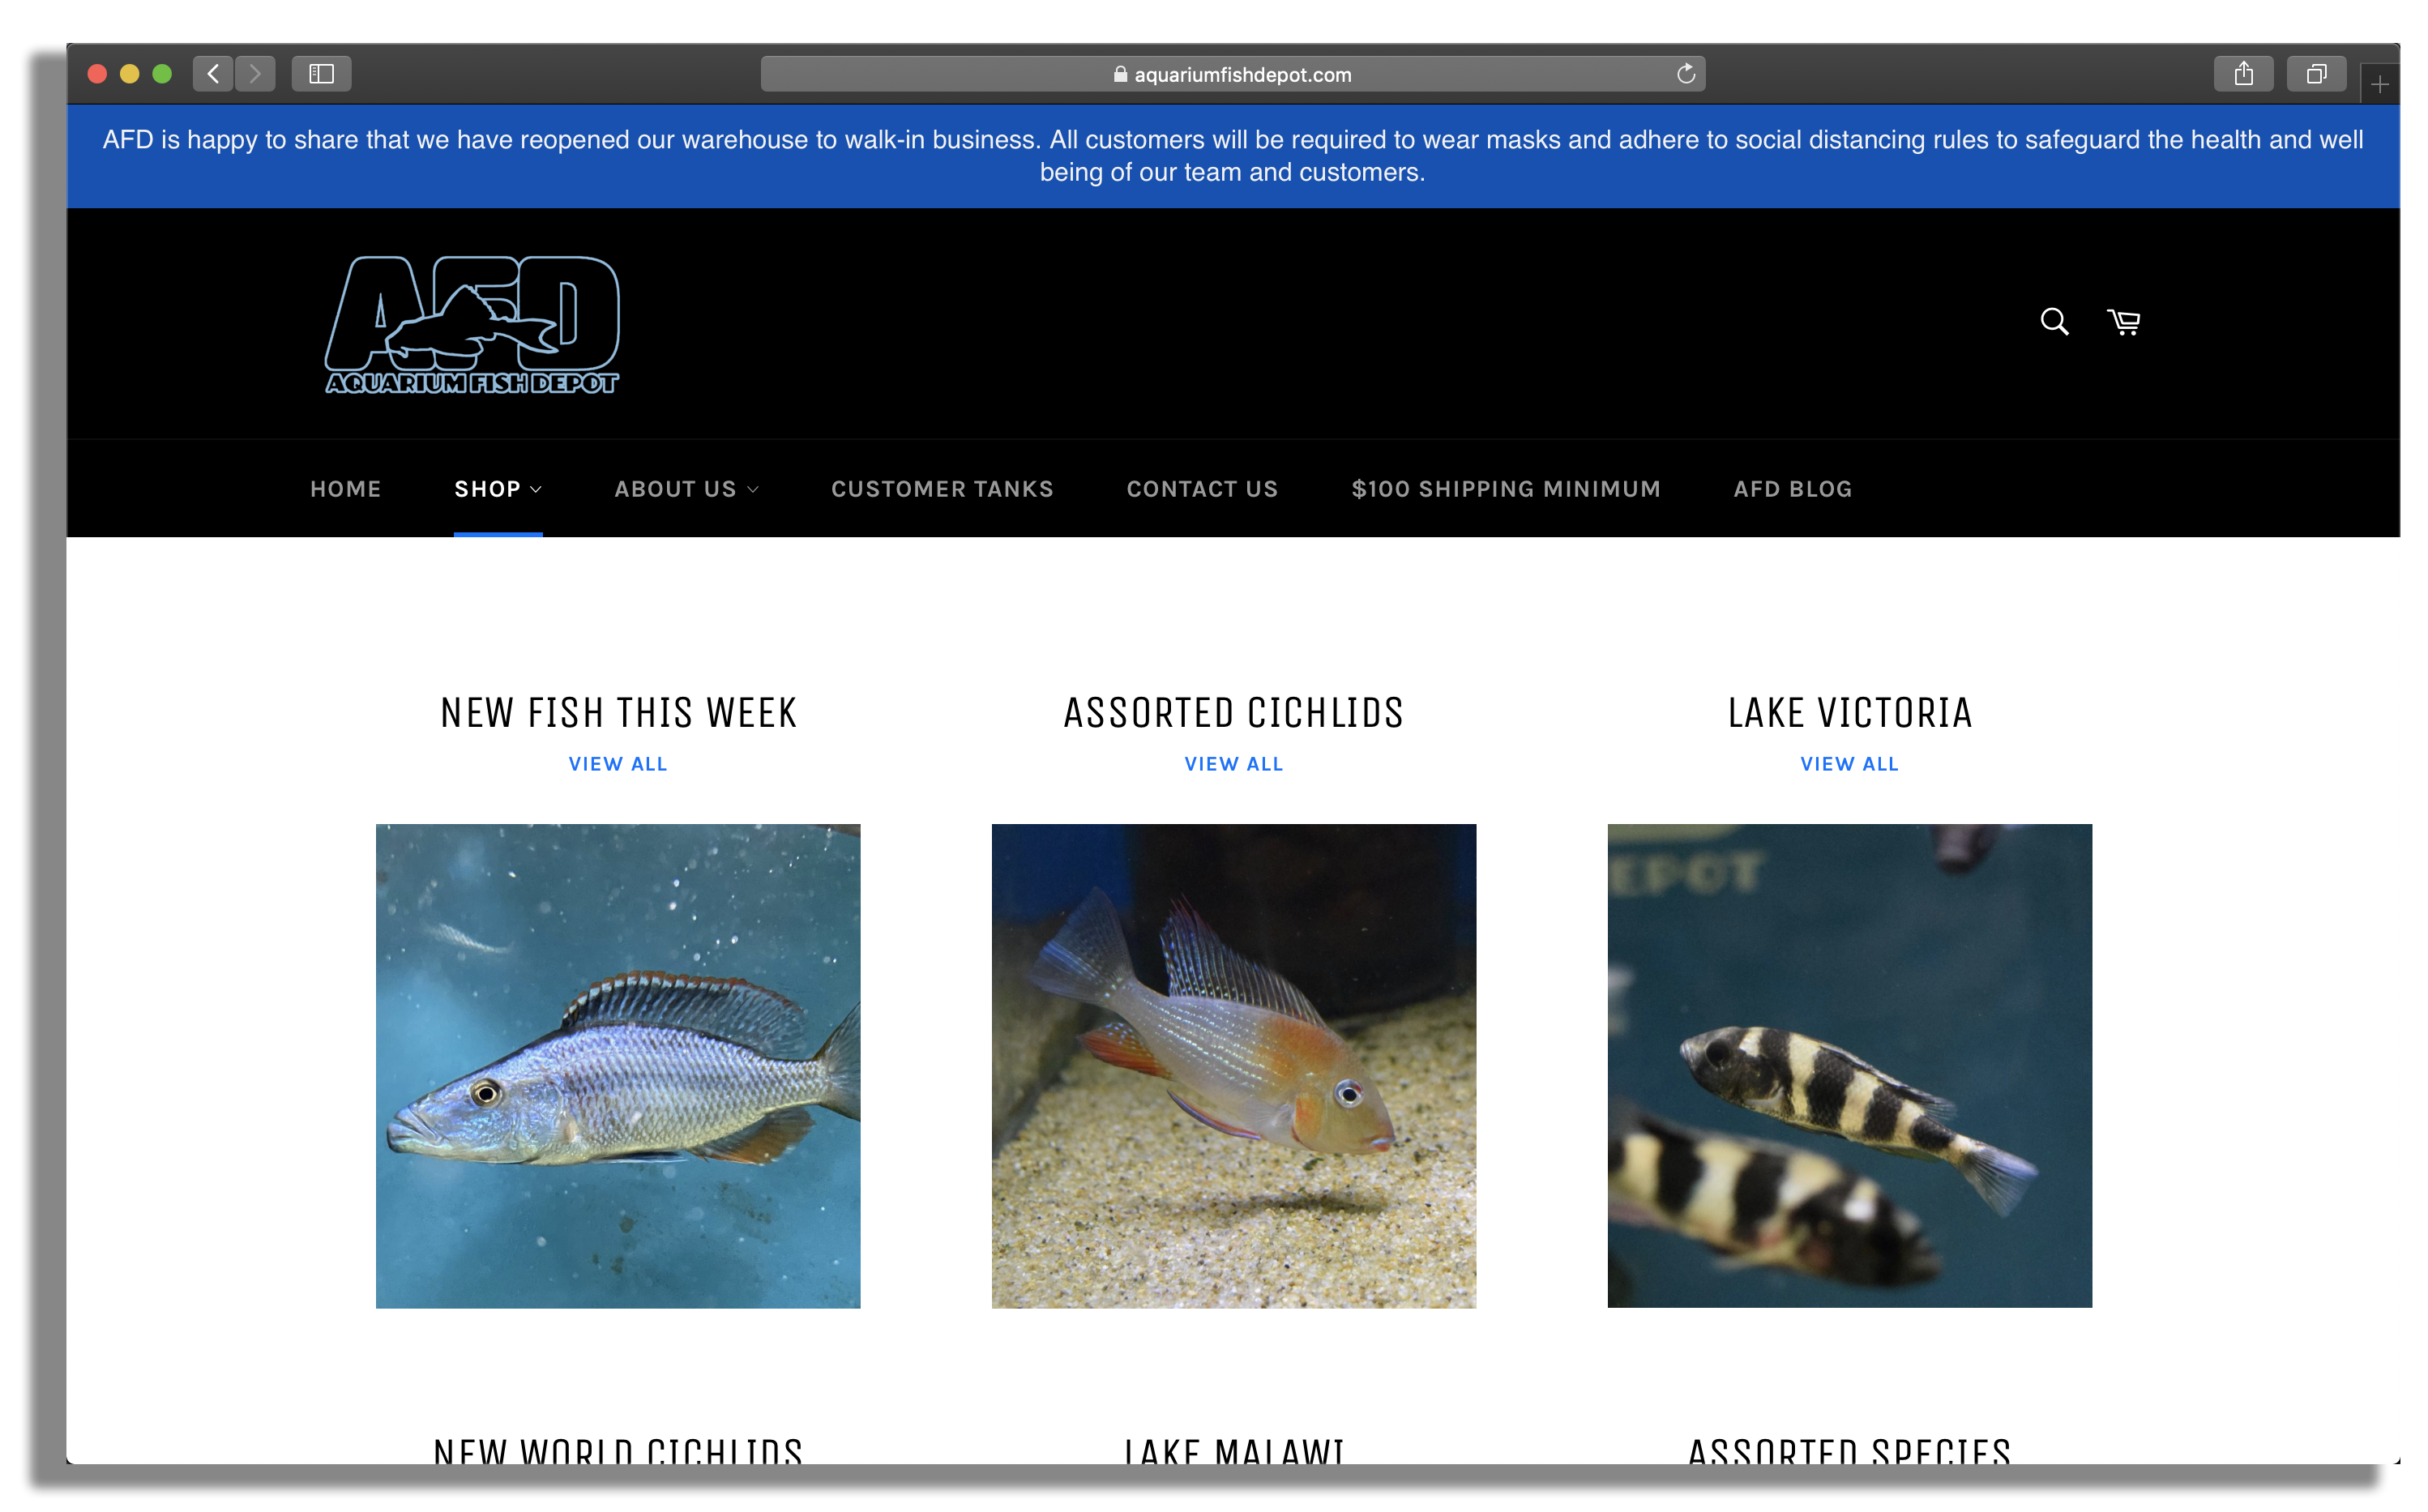 aquariumfishdepot.com
AFD is happy to share that we have reopened our warehouse to walk-in business. All customers will be required to wear masks and adhere to social distancing rules to safeguard the health and well
being of our team and customers.
AFD
AQUARIUM FISH DEPOT
HOME SHOP ABOUT US CUSTOMER TANKS CONTACT US $100 SHIPPING MINIMUM AFD BLOG
NEW FISH THIS WEEK ASSORTED CICHLIDS LAKE VICTORIA
VIEW ALL VIEW ALL VIEW ALL
EPOT
NEW WORLD CICHLIDS LAKE MALAWI ASSORTED SPECIES